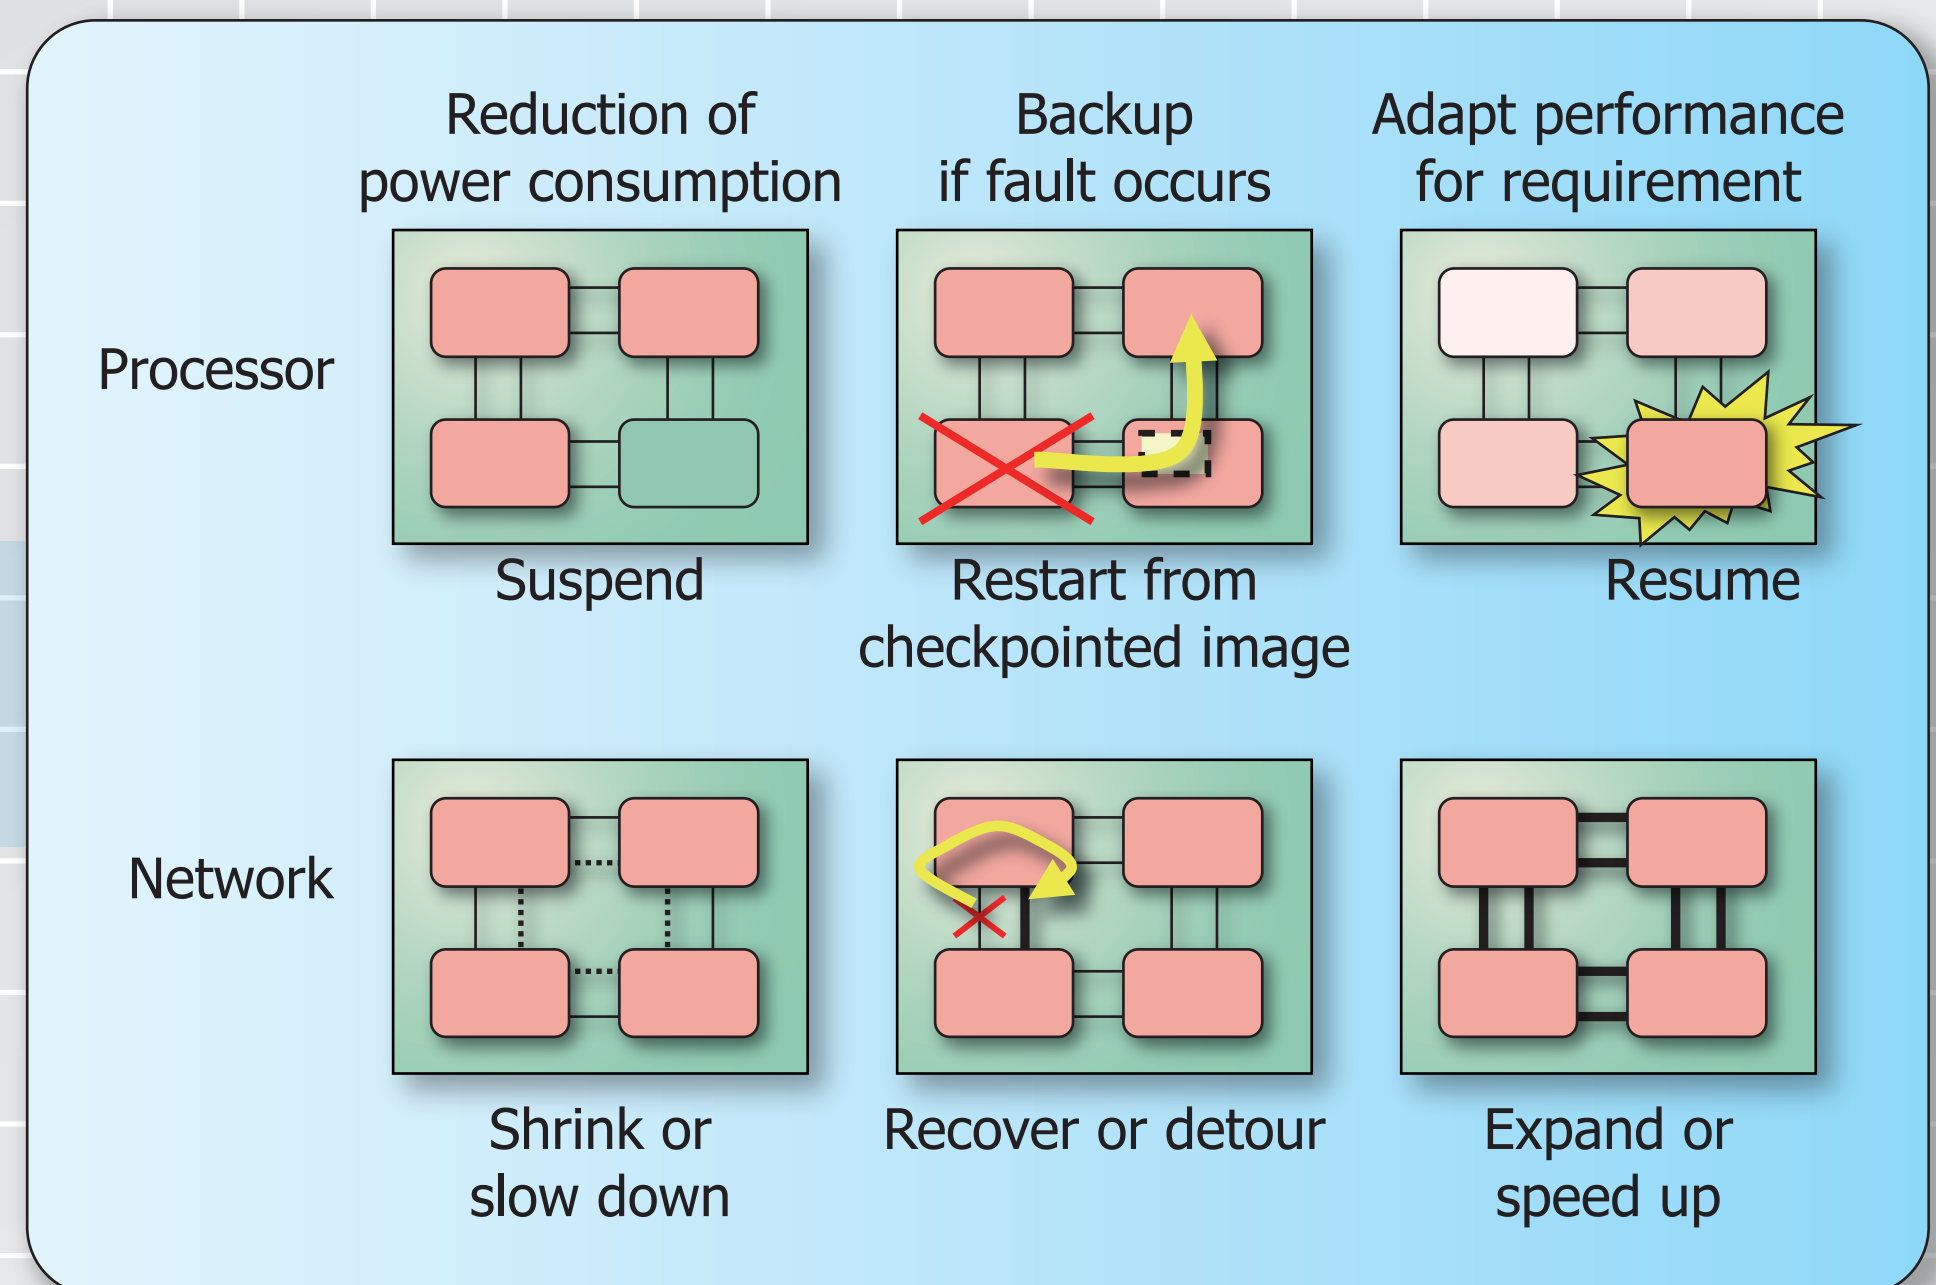 Reduction of
power consumption
Backup
if fault occurs
Adapt performance
for requirement
Processor
Suspend
Restart from
checkpointed image
Resume
Network
Shrink or
slow down
Recover or detour
Expand or
speed up